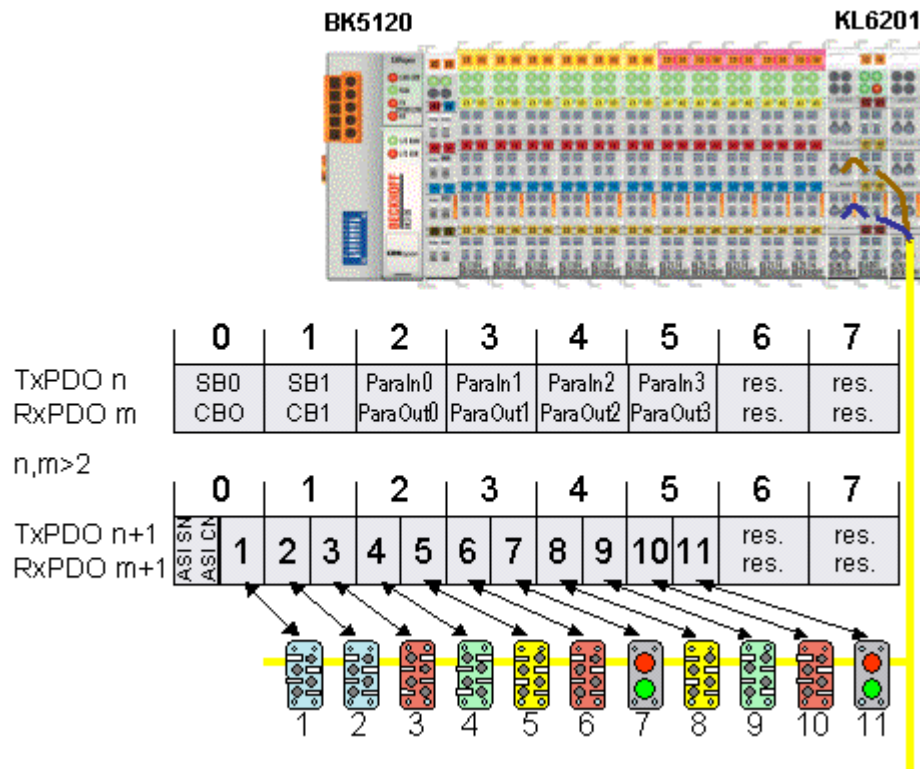 BK5120 KL6201
BECKHOFF
0 1 2 3 4 5 6 7
TxPDO n SB0 SB1 ParaIn0 ParaIn1 ParaIn2 ParaIn3 res. res.
RxPDO m CBO CB1 ParaOut0 ParaOut1 ParaOut2 ParaOut3 res. res.
n,m>2
0 1 2 3 4 5 6 7
TxPDO n+1 ASI SN 1 2 3 4 5 6 7 8 9 10 11 res. res.
RxPDO m+1 ASI CN res. res.
1 2 3 4 5 6 7 8 9 10 11